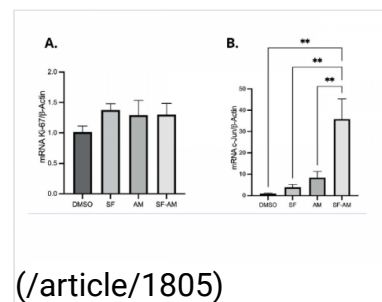 A.
B.
**
**
**
mRNA Ki-67/β-Actin
2.0
1.5
1.0
0.5
0.0
DMSO SF AM SF-AM
mRNA c-Jun/β-Actin
50
40
30
20
10
0
DMSO SF AM SF-AM
(/article/1805)